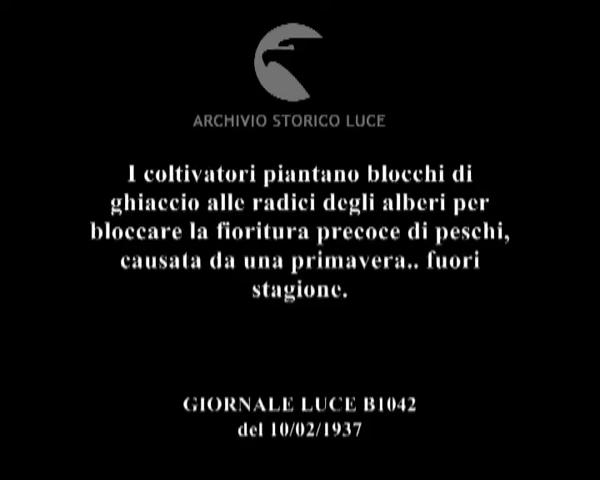 ARCHIVIO STORICO LUCE
I coltivatori piantano blocchi di
ghiaccio alle radici degli alberi per
bloccare la fioritura precoce di peschi,
causata da una primavera.. fuori
stagione.
GIORNALE LUCE B1042
del 10/02/1937